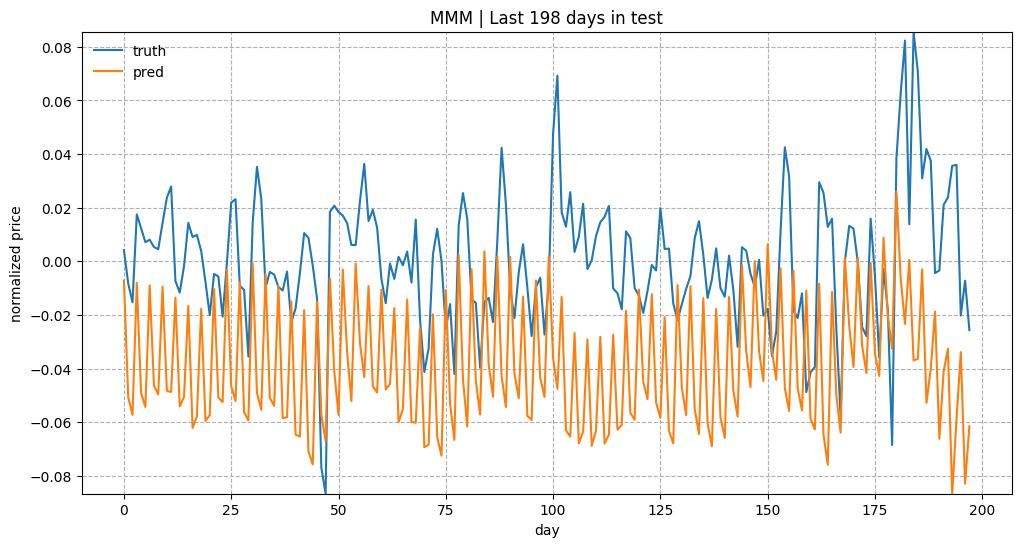 MMM | Last 198 days in test
truth
pred
0.08
0.06
0.04
0.02
0.00
−0.02
−0.04
−0.06
−0.08
normalized price
0 25 50 75 100 125 150 175 200
day